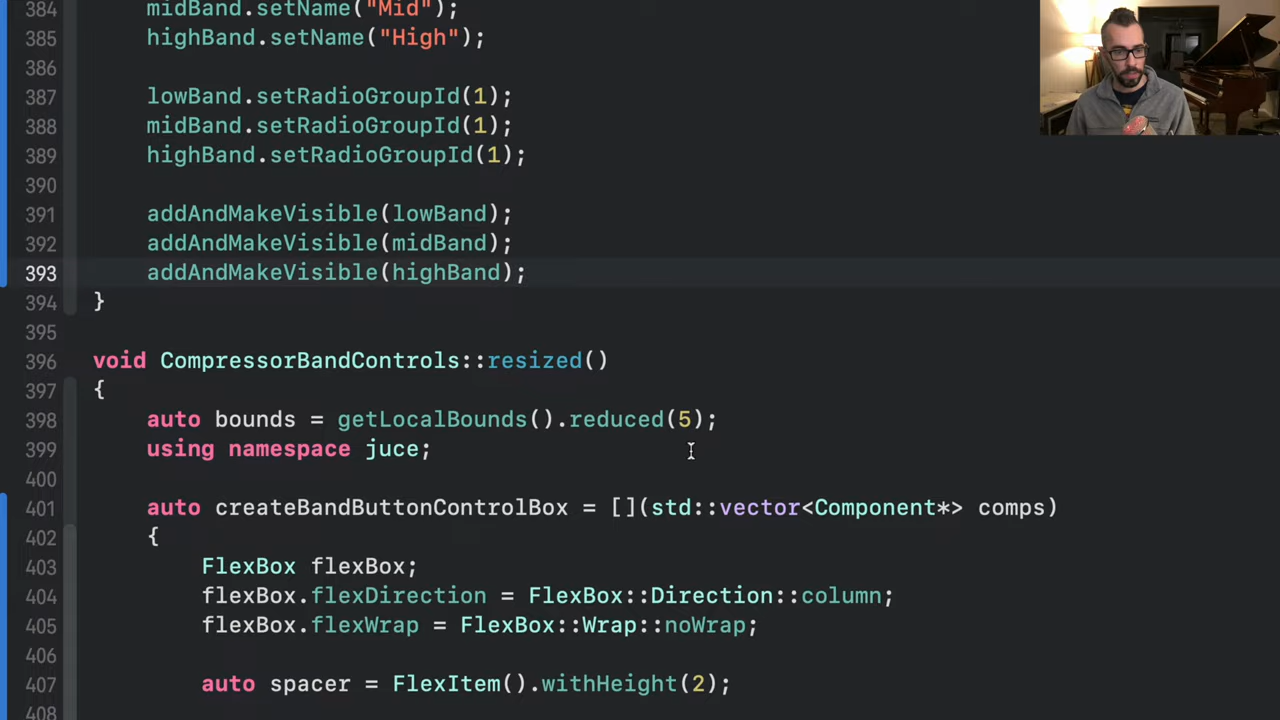 384 midBand.setName("Mid");
385 highBand.setName("High");
386
387 lowBand.setRadioGroupId(1);
388 midBand.setRadioGroupId(1);
389 highBand.setRadioGroupId(1);
390
391 addAndMakeVisible(lowBand);
392 addAndMakeVisible(midBand);
393 addAndMakeVisible(highBand);
394 }
395
396 void CompressorBandControls::resized()
397 {
398 auto bounds = getLocalBounds().reduced(5);
399 using namespace juce;
400
401 auto createBandButtonControlBox = [](std::vector<Component*> comps)
402 {
403 FlexBox flexBox;
404 flexBox.flexDirection = FlexBox::Direction::column;
405 flexBox.flexWrap = FlexBox::Wrap::noWrap;
406
407 auto spacer = FlexItem().withHeight(2);
408